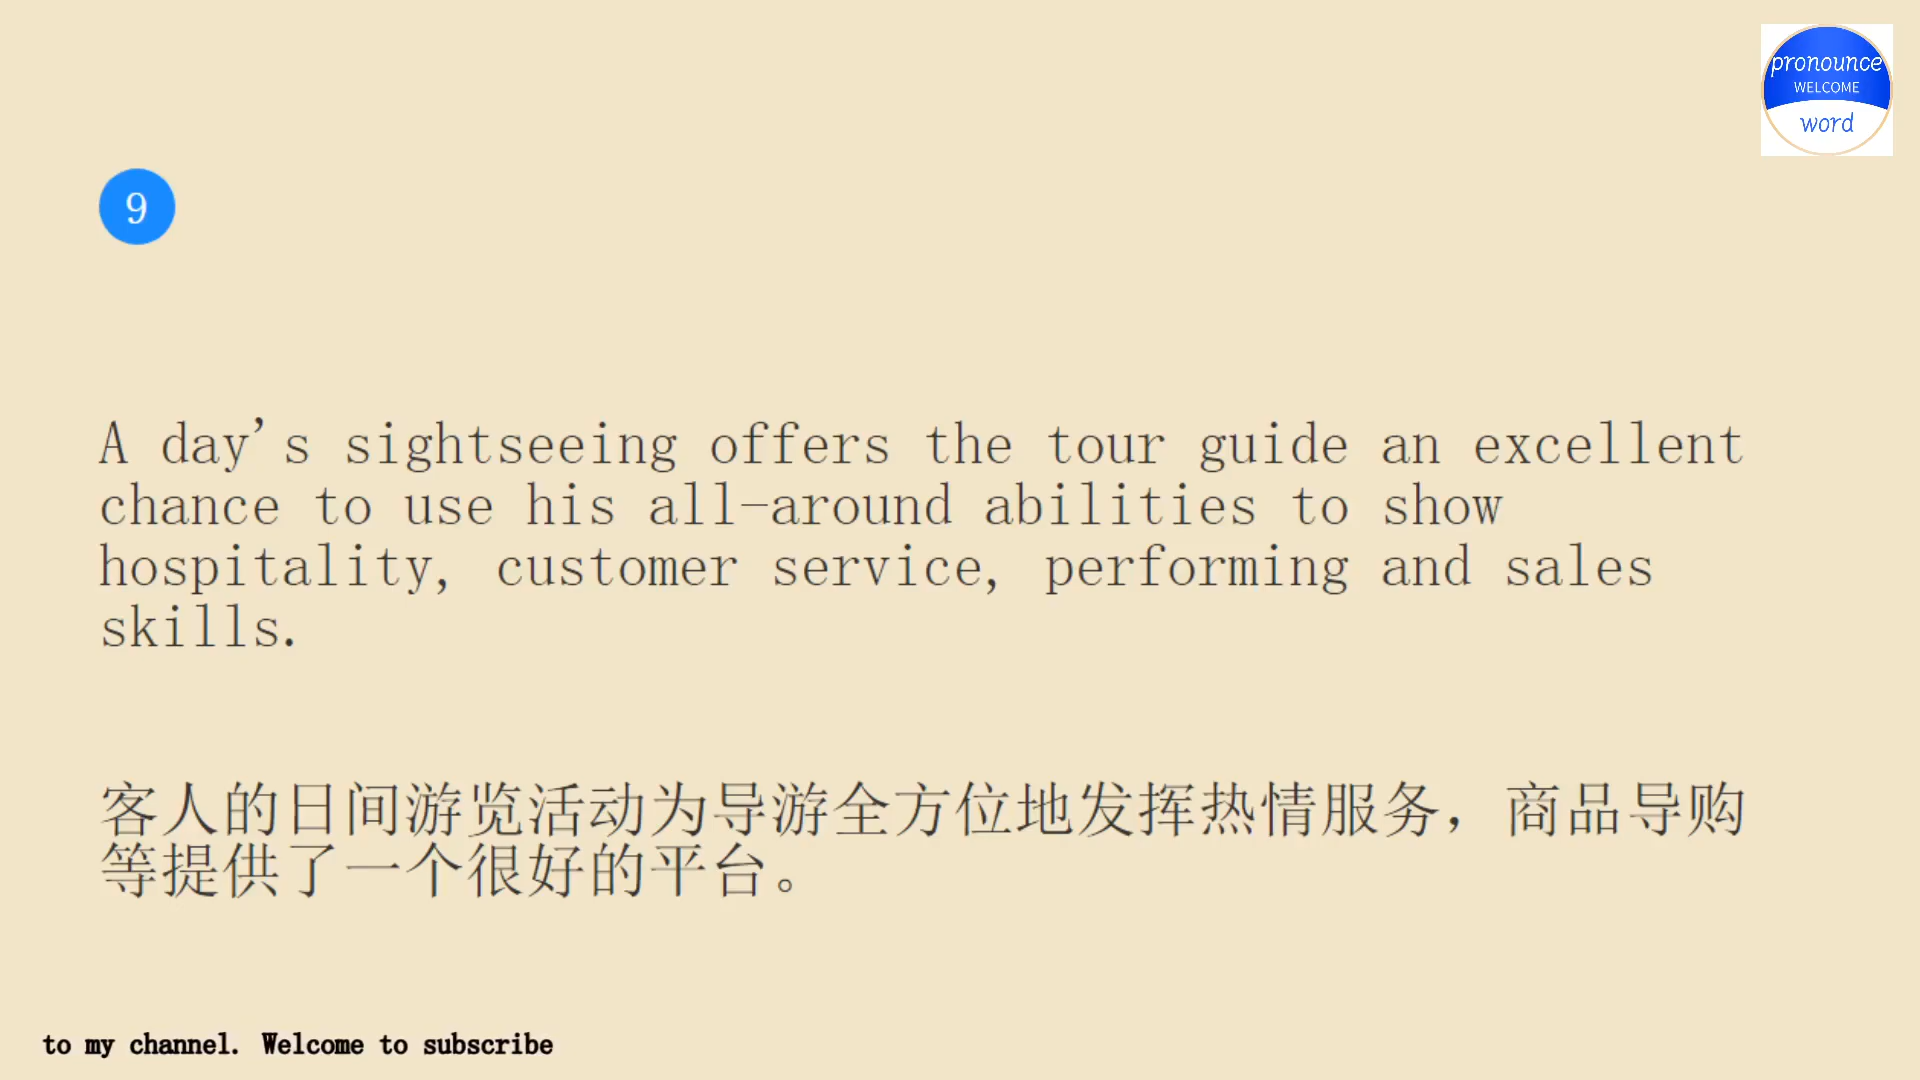 pronounce
WELCOME
word
9
A day's sightseeing offers the tour guide an excellent
chance to use his all-around abilities to show
hospitality, customer service, performing and sales
skills.
客人的日间游览活动为导游全方位地发挥热情服务，商品导购
等提供了一个很好的平台。
to my channel. Welcome to subscribe